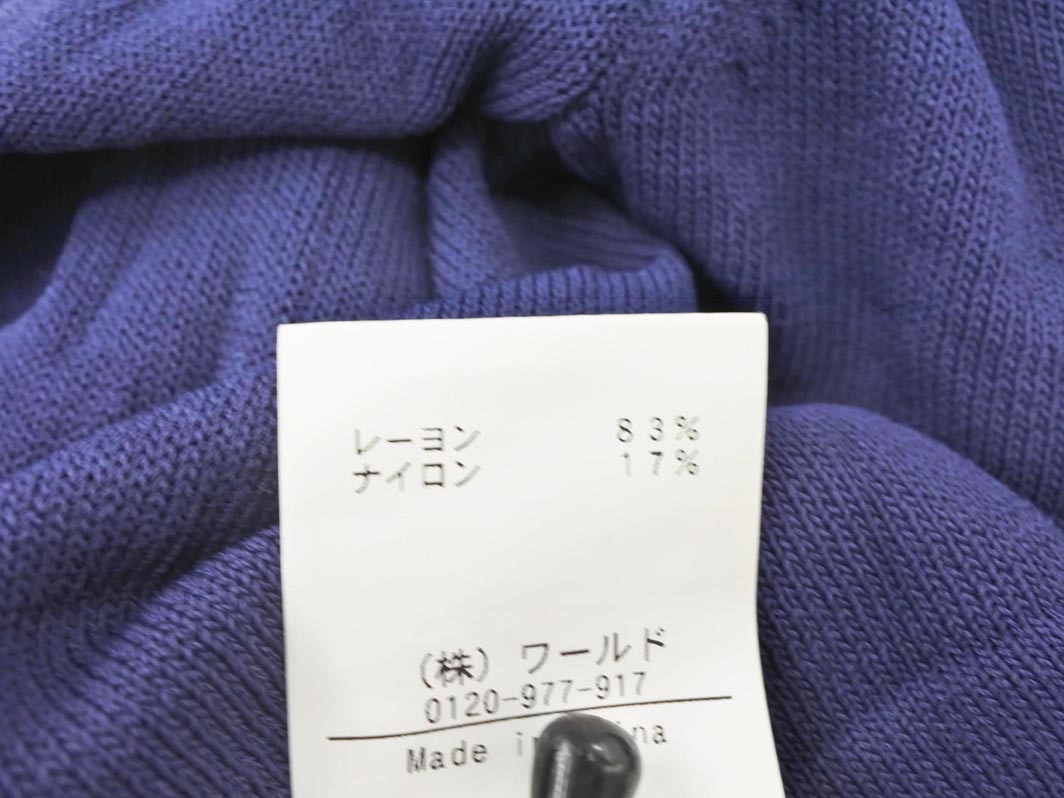 レーヨン 83%
ナイロン 17%
(株) ワールド
0120-977-917
Made in